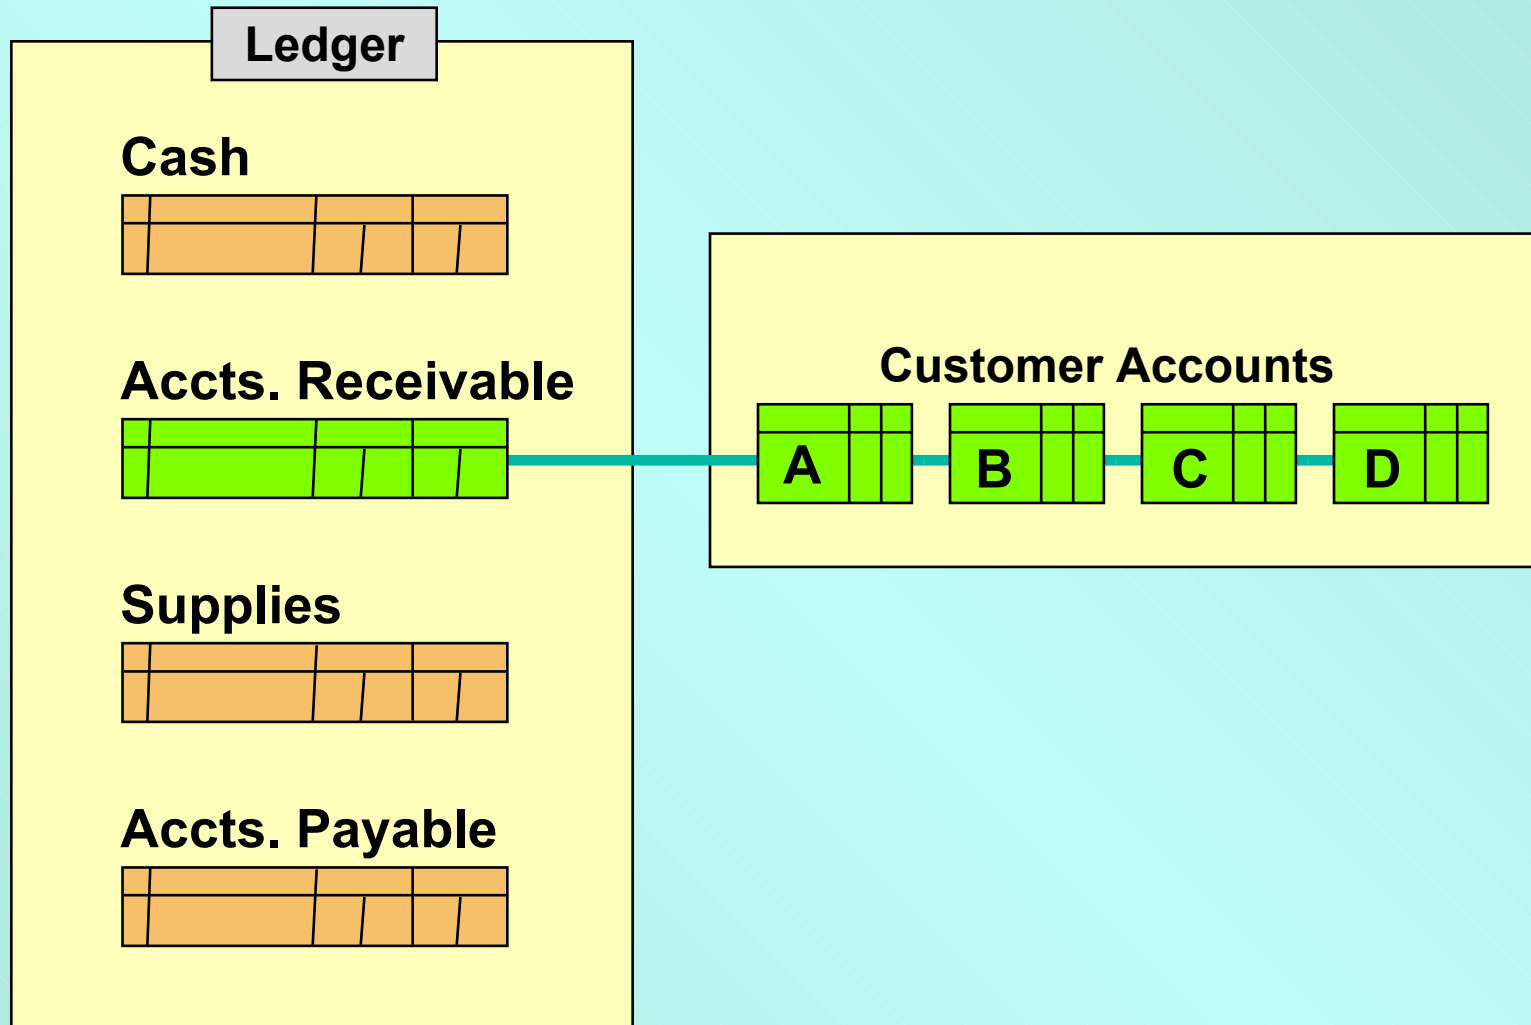 Ledger
Cash
Accts. Receivable
Supplies
Accts. Payable
Customer Accounts
A B C D